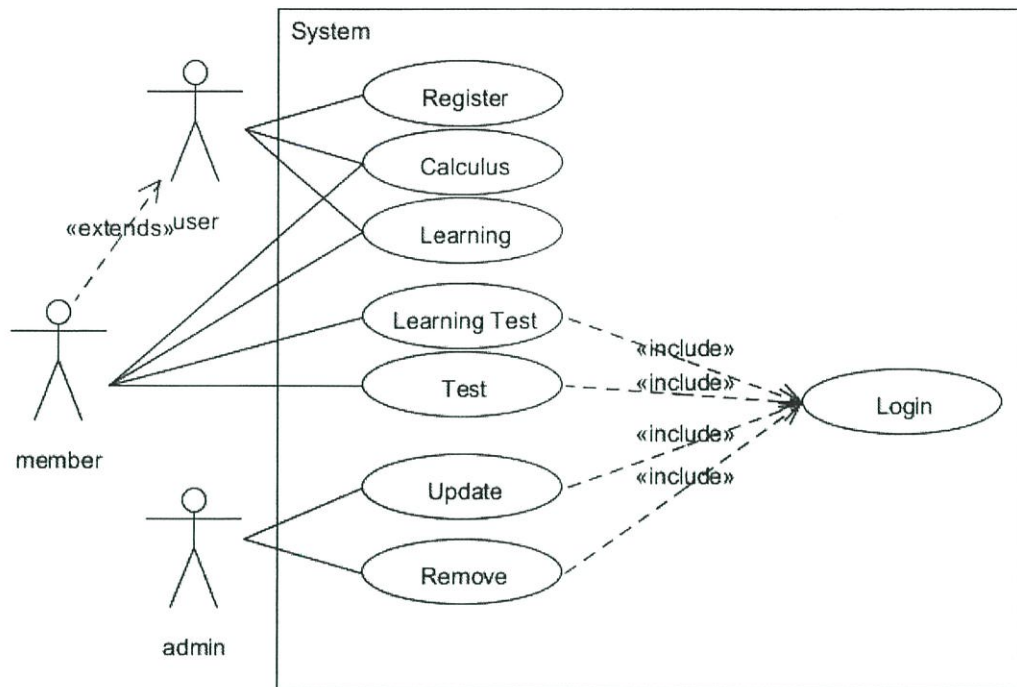 System
Register
Calculus
Learning
«extends»
user
Learning Test
«include»
Test
«include»
Login
member
«include»
Update
«include»
Remove
admin